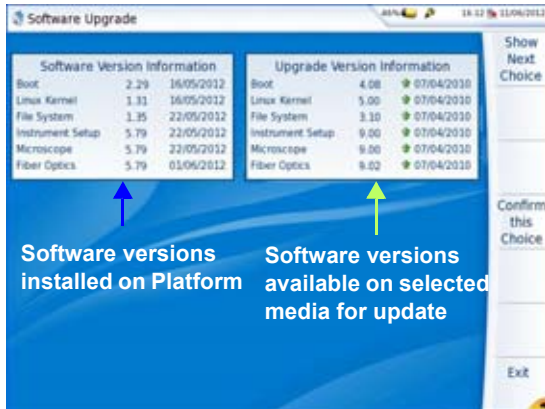 Software Upgrade
16:12 11/06/2012
Show
Next
Choice
Software Version Information
Boot 2.29 16/05/2012
Linux Kernel 1.31 16/05/2012
File System 1.35 22/05/2012
Instrument Setup 5.79 22/05/2012
Microscope 5.79 22/05/2012
Fiber Optics 5.79 01/06/2012
Upgrade Version Information
Boot 4.08 07/04/2010
Linux Kernel 5.00 07/04/2010
File System 3.10 07/04/2010
Instrument Setup 9.00 07/04/2010
Microscope 9.00 07/04/2010
Fiber Optics 9.02 07/04/2010
Confirm
this
Choice
Software versions
installed on Platform
Software versions
available on selected
media for update
Exit